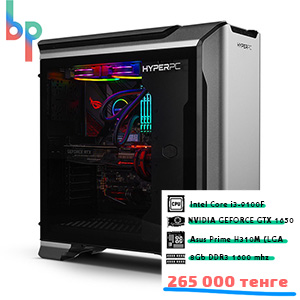 bp
HYPERPC
HYPERPC
CPU
Intel Core i3-9100F
NVIDIA GEFORCE GTX 1650
Asus Prime H310M (LGA
8Gb DDR3 1600 mhz
265 000 тенге